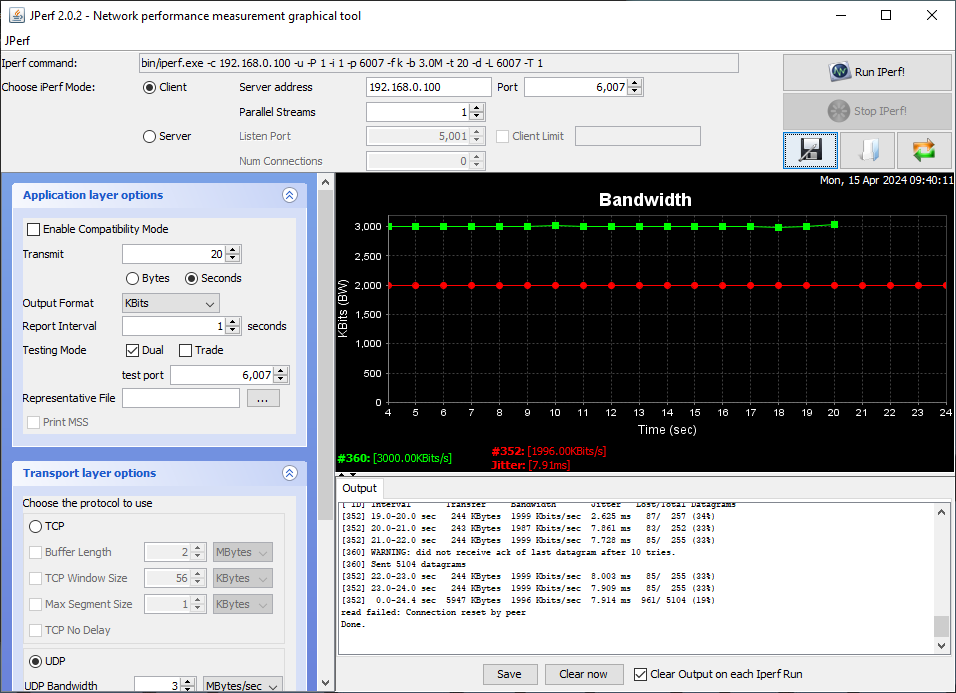 JPerf 2.0.2 - Network performance measurement graphical tool
JPerf
Iperf command: bin/iperf.exe -c 192.168.0.100 -u -P 1 -i 1 -p 6007 -f k -b 3.0M -t 20 -d -L 6007 -T 1
Choose iPerf Mode: Client Server address 192.168.0.100 Port 6,007
Parallel Streams 1
Server Listen Port 5,001 Client Limit
Num Connections 0
Run IPerf!
Stop IPerf!
Application layer options
Enable Compatibility Mode
Transmit 20
Bytes Seconds
Output Format KBits
Report Interval 1 seconds
Testing Mode Dual Trade
test port 6,007
Representative File ...
Print MSS
Transport layer options
Choose the protocol to use
TCP
Buffer Length 2 MBytes
TCP Window Size 56 KBytes
Max Segment Size 1 KBytes
TCP No Delay
UDP
UDP Bandwidth 3 MBytes/sec
Mon, 15 Apr 2024 09:40:11
Bandwidth
KBits (BW)
3,000
2,500
2,000
1,500
1,000
500
0
4 5 6 7 8 9 10 11 12 13 14 15 16 17 18 19 20 21 22 23 24
Time (sec)
#360: [3000.00KBits/s]
#352: [1996.00KBits/s]
Jitter: [7.91ms]
Output
[ ID] Interval Transfer Bandwidth Jitter Lost/Total Datagrams
[352] 19.0-20.0 sec 244 KBytes 1999 Kbits/sec 2.625 ms 87/ 257 (34%)
[352] 20.0-21.0 sec 243 KBytes 1987 Kbits/sec 7.861 ms 83/ 252 (33%)
[352] 21.0-22.0 sec 244 KBytes 1999 Kbits/sec 7.728 ms 85/ 255 (33%)
[360] WARNING: did not receive ack of last datagram after 10 tries.
[360] Sent 5104 datagrams
[352] 22.0-23.0 sec 244 KBytes 1999 Kbits/sec 8.003 ms 85/ 255 (33%)
[352] 23.0-24.0 sec 244 KBytes 1999 Kbits/sec 7.909 ms 85/ 255 (33%)
[352] 0.0-24.4 sec 5947 KBytes 1996 Kbits/sec 7.914 ms 961/ 5104 (19%)
read failed: Connection reset by peer
Done.
Save Clear now Clear Output on each Iperf Run